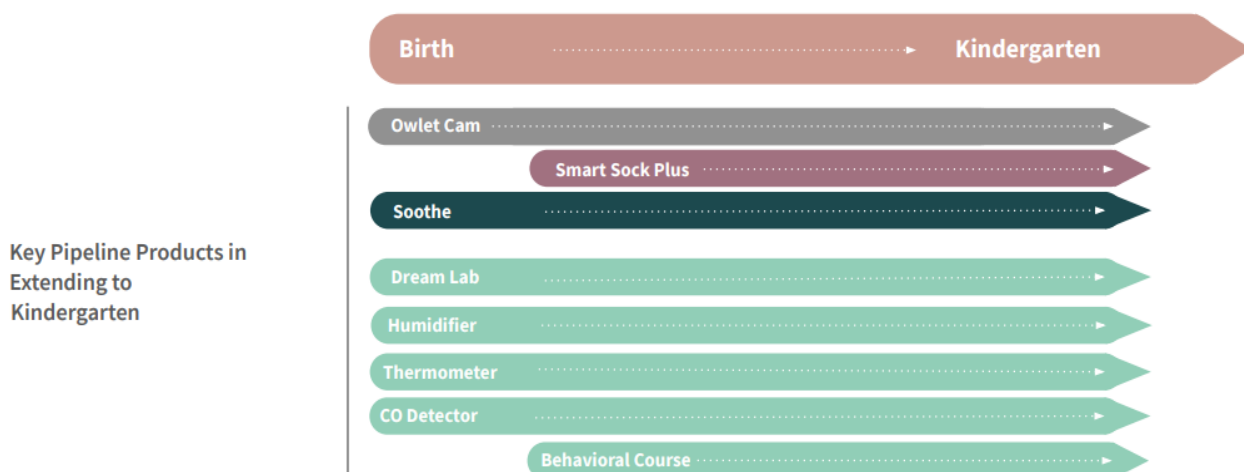 Birth
Kindergarten
Owlet Cam
Smart Sock Plus
Soothe
Key Pipeline Products in
Extending to
Kindergarten
Dream Lab
Humidifier
Thermometer
CO Detector
Behavioral Course